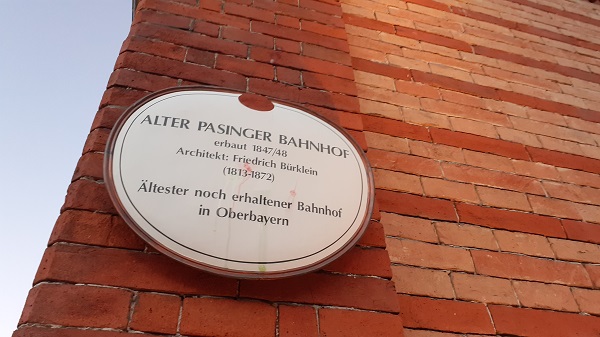 ALTER PASINGER BAHNHOF
erbaut 1847/48
Architekt: Friedrich Bürklein
(1813-1872)
Ältester noch erhaltener Bahnhof
in Oberbayern